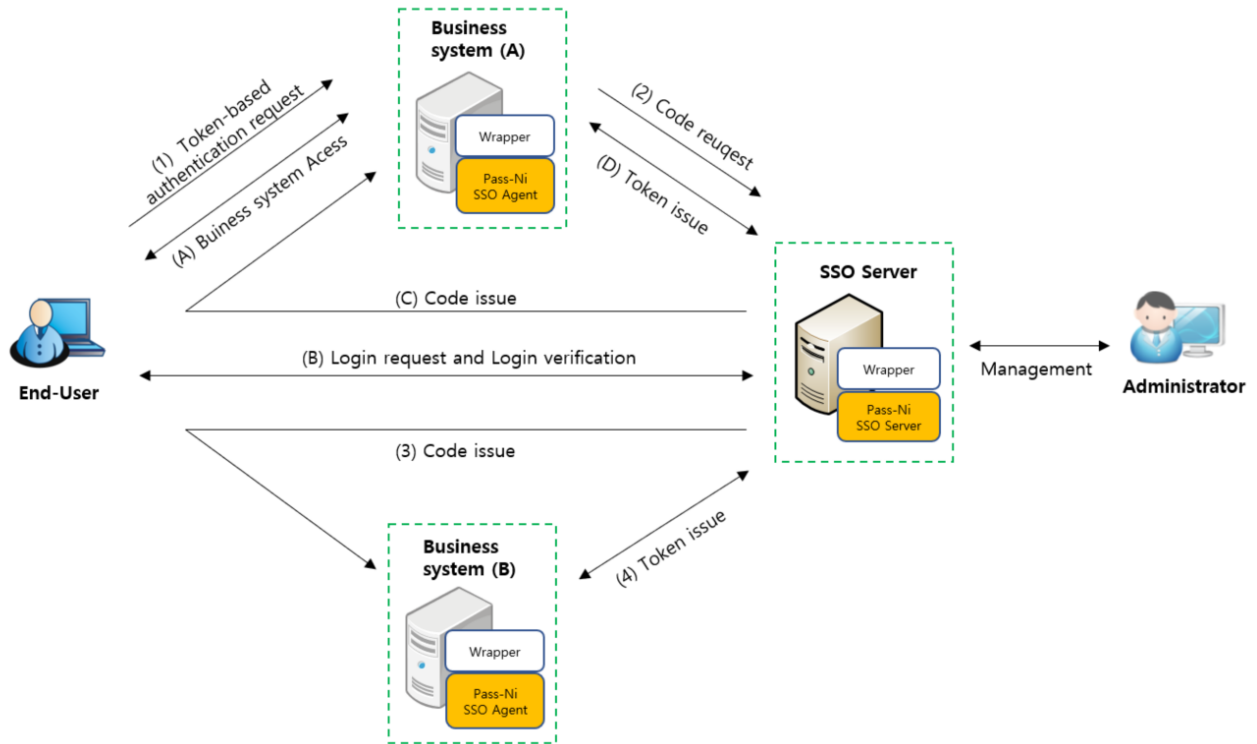 Business
system (A)
Wrapper
Pass-Ni
SSO Agent
(1) Token-based
authentication request
(A) Buiness system Acess
(2) Code reuqest
(D) Token issue
SSO Server
Wrapper
Pass-Ni
SSO Server
(C) Code issue
(B) Login request and Login verification
End-User
Management
Administrator
(3) Code issue
(4) Token issue
Business
system (B)
Wrapper
Pass-Ni
SSO Agent